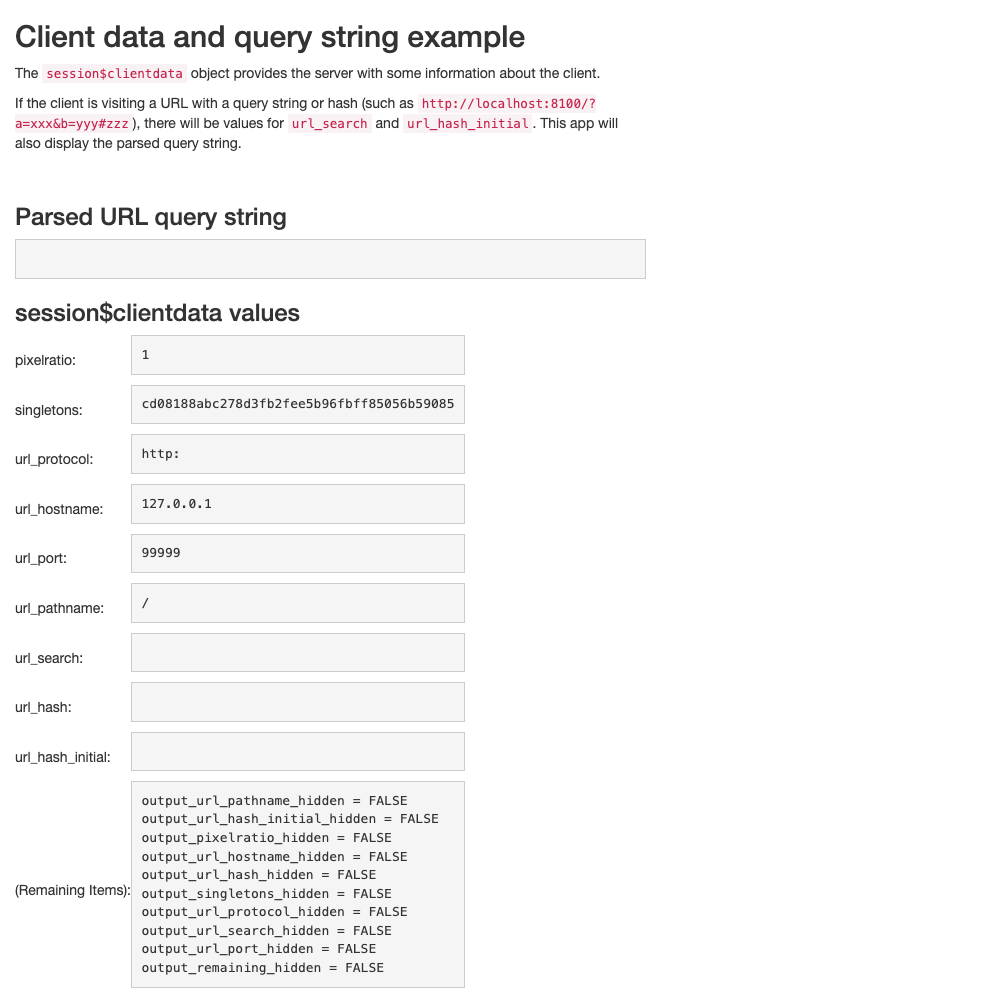 Client data and query string example
The session$clientdata object provides the server with some information about the client.
If the client is visiting a URL with a query string or hash (such as http://localhost:8100/?
a=xxx&b=yyy#zzz ), there will be values for url_search and url_hash_initial . This app will
also display the parsed query string.
Parsed URL query string
session$clientdata values
pixelratio: 1
singletons: cd08188abc278d3fb2fee5b96fbff85056b59085
url_protocol: http:
url_hostname: 127.0.0.1
url_port: 99999
url_pathname: /
url_search:
url_hash:
url_hash_initial:
(Remaining Items):
output_url_pathname_hidden = FALSE
output_url_hash_initial_hidden = FALSE
output_pixelratio_hidden = FALSE
output_url_hostname_hidden = FALSE
output_url_hash_hidden = FALSE
output_singletons_hidden = FALSE
output_url_protocol_hidden = FALSE
output_url_search_hidden = FALSE
output_url_port_hidden = FALSE
output_remaining_hidden = FALSE